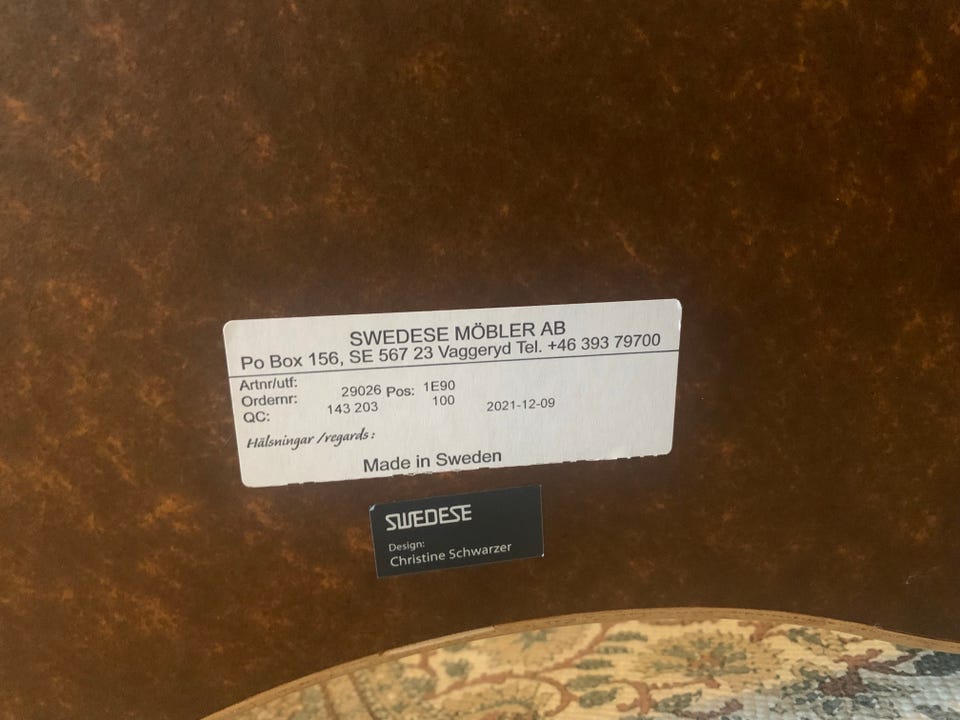 SWEDESE MÖBLER AB
Po Box 156, SE 567 23 Vaggeryd Tel. +46 393 79700
Artnr/utf: 29026 Pos: 1E90
Ordernr: 143 203 100 2021-12-09
QC:
Hälsningar /regards:
Made in Sweden
SWEDESE
Design:
Christine Schwarzer